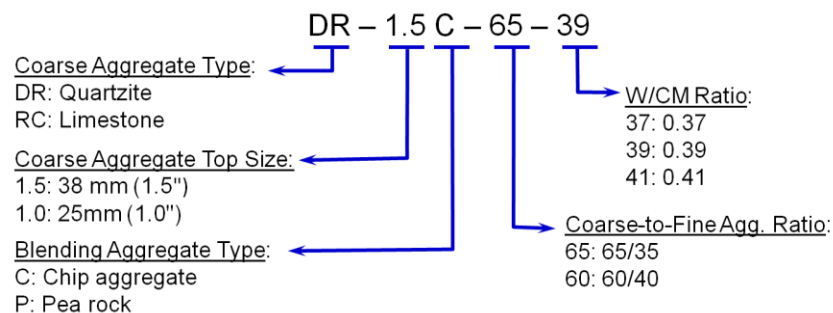 DR – 1.5 C – 65 – 39
Coarse Aggregate Type:
DR: Quartzite
RC: Limestone
Coarse Aggregate Top Size:
1.5: 38 mm (1.5")
1.0: 25mm (1.0")
Blending Aggregate Type:
C: Chip aggregate
P: Pea rock
W/CM Ratio:
37: 0.37
39: 0.39
41: 0.41
Coarse-to-Fine Agg. Ratio:
65: 65/35
60: 60/40